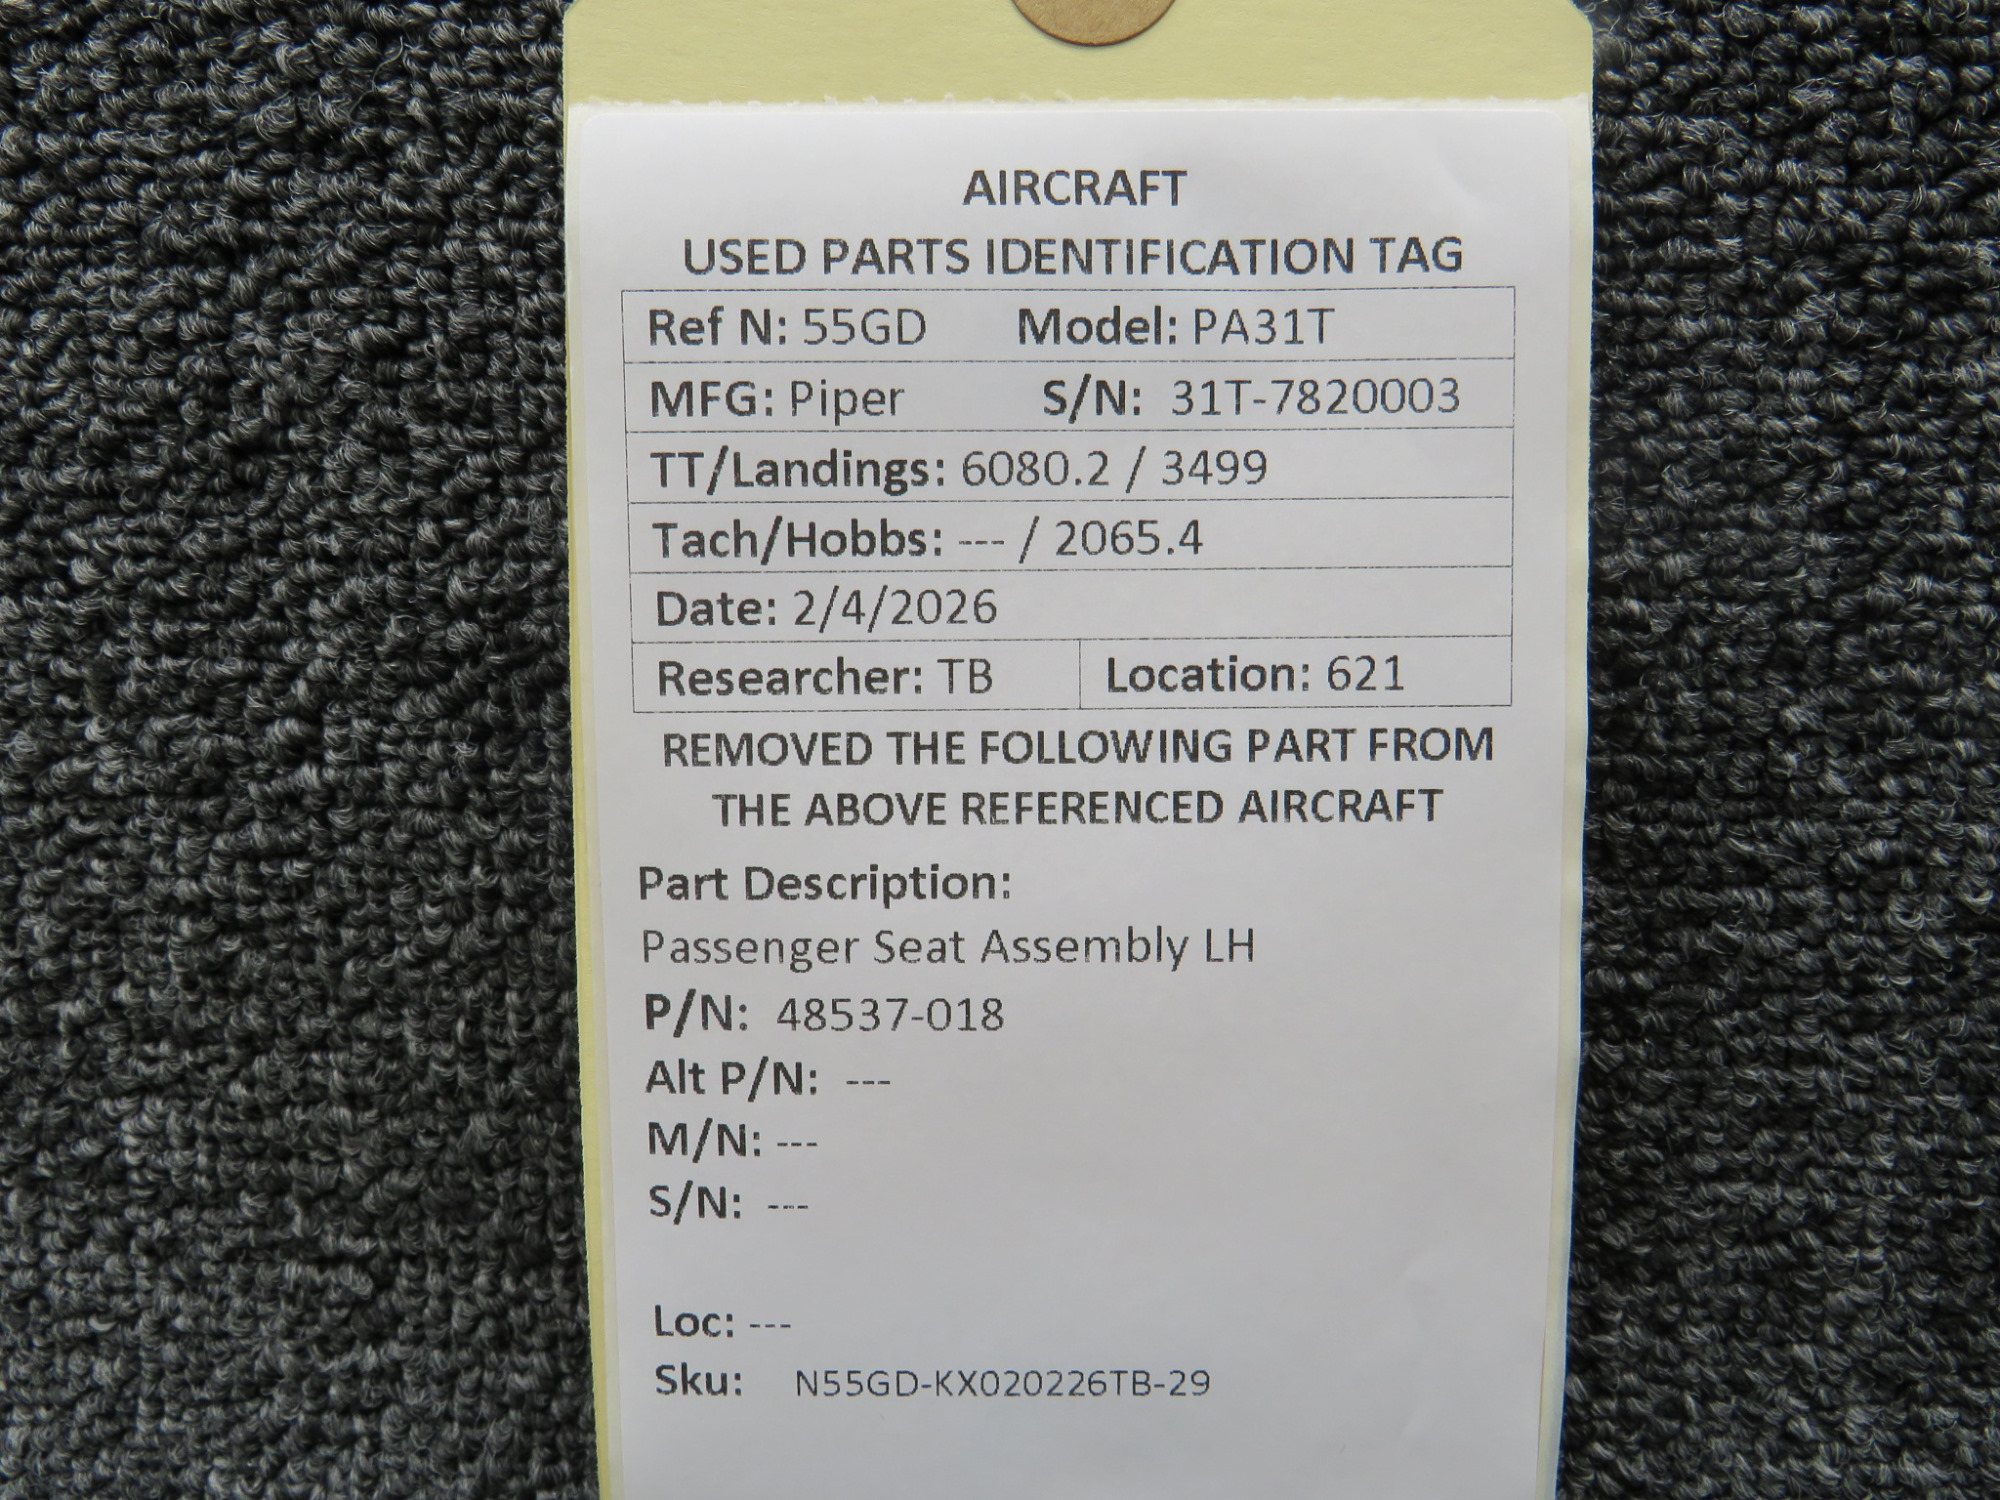 AIRCRAFT
USED PARTS IDENTIFICATION TAG
Ref N: 55GD Model: PA31T
MFG: Piper S/N: 31T-7820003
TT/Landings: 6080.2 / 3499
Tach/Hobbs: --- / 2065.4
Date: 2/4/2026
Researcher: TB Location: 621
REMOVED THE FOLLOWING PART FROM
THE ABOVE REFERENCED AIRCRAFT
Part Description:
Passenger Seat Assembly LH
P/N: 48537-018
Alt P/N: ---
M/N: ---
S/N: ---
Loc: ---
Sku: N55GD-KX020226TB-29